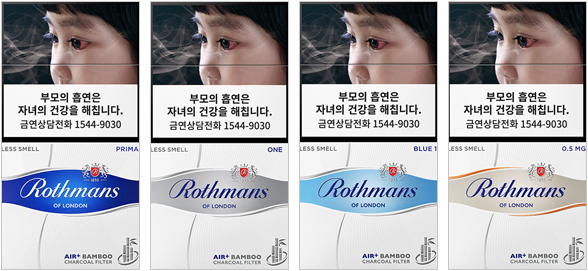 부모의 흡연은
자녀의 건강을 해칩니다.
금연상담전화 1544-9030
LESS SMELL PRIMA
Rothmans
OF LONDON
AIR+ BAMBOO
CHARCOAL FILTER
부모의 흡연은
자녀의 건강을 해칩니다.
금연상담전화 1544-9030
LESS SMELL ONE
Rothmans
OF LONDON
AIR+ BAMBOO
CHARCOAL FILTER
부모의 흡연은
자녀의 건강을 해칩니다.
금연상담전화 1544-9030
LESS SMELL BLUE 1
Rothmans
OF LONDON
AIR+ BAMBOO
CHARCOAL FILTER
부모의 흡연은
자녀의 건강을 해칩니다.
금연상담전화 1544-9030
LESS SMELL 0.5 MG
Rothmans
OF LONDON
AIR+ BAMBOO
CHARCOAL FILTER